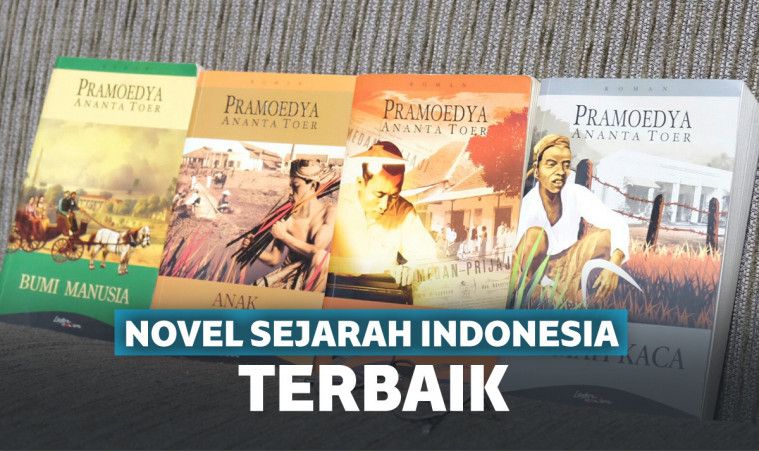 ROMAN
PRAMOEDYA
ANANTA TOER
BUMI MANUSIA
ROMAN
PRAMOEDYA
ANANTA TOER
ANAK
ROMAN
PRAMOEDYA
ANANTA TOER
MEDAN-PRIJAJI
ROMAN
PRAMOEDYA
ANANTA TOER
KACA
NOVEL SEJARAH INDONESIA
TERBAIK